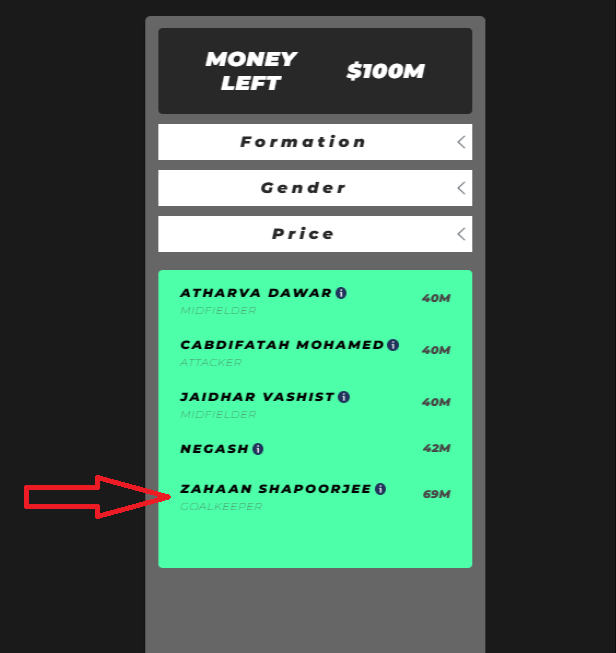 MONEY
LEFT
$100M
Formation
Gender
Price
ATHARVA DAWAR
40M
MIDFIELDER
CABDIFATAH MOHAMED
40M
ATTACKER
JAIDHAR VASHIST
40M
MIDFIELDER
NEGASH
42M
ZAHAAN SHAPOORJEE
69M
GOALKEEPER